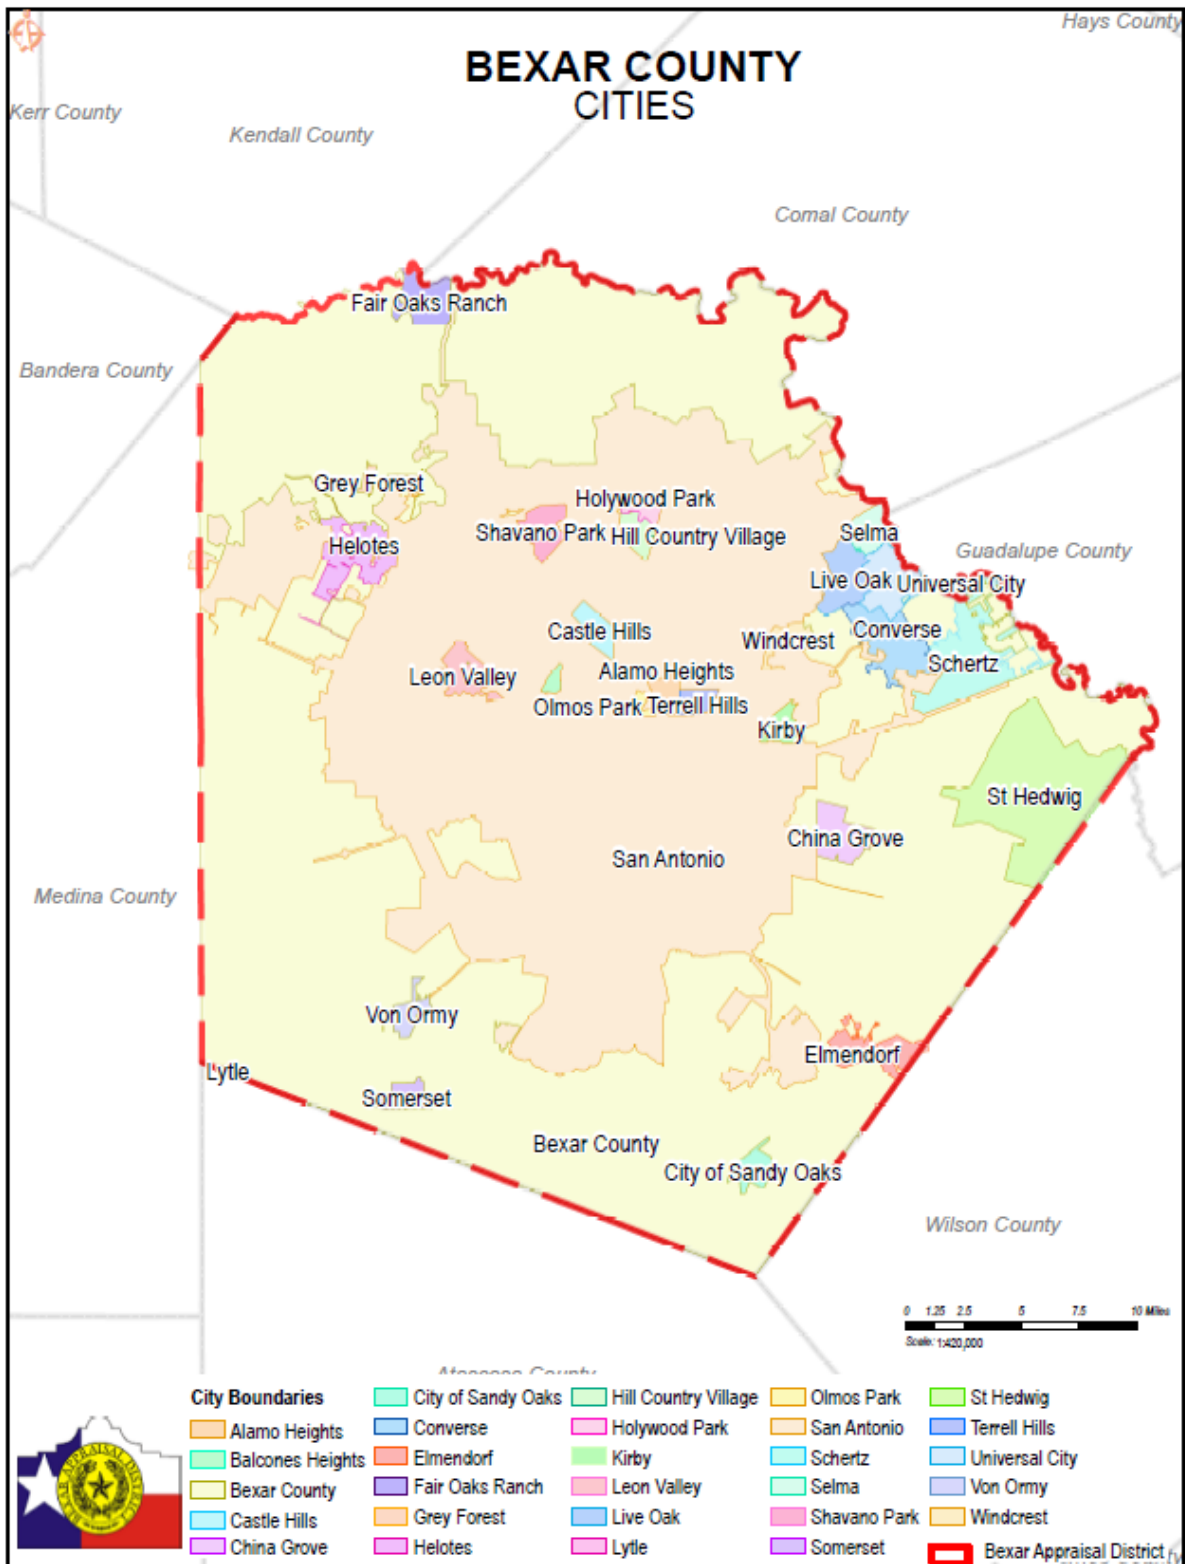 Hays County
BEXAR COUNTY
CITIES
Kerr County
Kendall County
Comal County
Fair Oaks Ranch
Bandera County
Grey Forest
Holywood Park
Shavano Park
Hill Country Village
Selma
Helotes
Guadalupe County
Live Oak
Universal City
Castle Hills
Windcrest
Converse
Schertz
Leon Valley
Alamo Heights
Olmos Park
Terrell Hills
Kirby
St Hedwig
China Grove
San Antonio
Medina County
Von Ormy
Elmendorf
Lytle
Somerset
Bexar County
City of Sandy Oaks
Wilson County
0 1.25 2.5 5 7.5 10 Miles
Scale: 1:420,000
City Boundaries
Alamo Heights
Balcones Heights
Bexar County
Castle Hills
China Grove
City of Sandy Oaks
Converse
Elmendorf
Fair Oaks Ranch
Grey Forest
Helotes
Hill Country Village
Holywood Park
Kirby
Leon Valley
Live Oak
Lytle
Olmos Park
San Antonio
Schertz
Selma
Shavano Park
Somerset
St Hedwig
Terrell Hills
Universal City
Von Ormy
Windcrest
Bexar Appraisal District